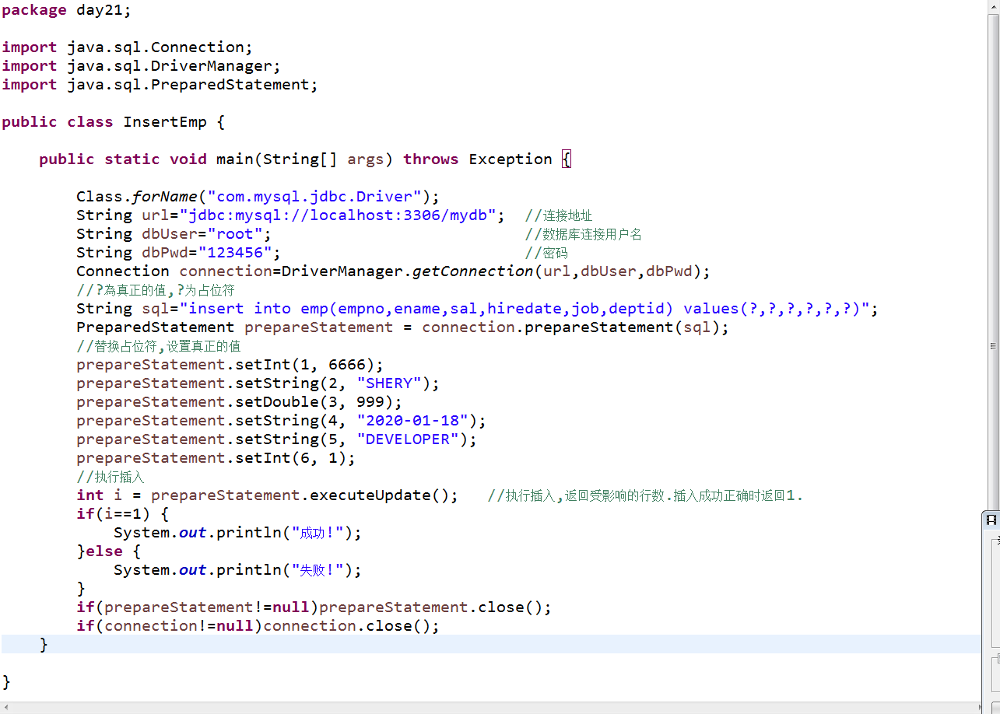 package day21;
import java.sql.Connection;
import java.sql.DriverManager;
import java.sql.PreparedStatement;
public class InsertEmp {
public static void main(String[] args) throws Exception {
Class.forName("com.mysql.jdbc.Driver");
String url="jdbc:mysql://localhost:3306/mydb"; //连接地址
String dbUser="root"; //数据库连接用户名
String dbPwd="123456"; //密码
Connection connection=DriverManager.getConnection(url,dbUser,dbPwd);
//?為真正的值,?为占位符
String sql="insert into emp(empno,ename,sal,hiredate,job,deptid) values(?,?,?,?,?,?)";
PreparedStatement prepareStatement = connection.prepareStatement(sql);
//替换占位符,设置真正的值
prepareStatement.setInt(1, 6666);
prepareStatement.setString(2, "SHERY");
prepareStatement.setDouble(3, 999);
prepareStatement.setString(4, "2020-01-18");
prepareStatement.setString(5, "DEVELOPER");
prepareStatement.setInt(6, 1);
//执行插入
int i = prepareStatement.executeUpdate(); //执行插入,返回受影响的行数.插入成功正确时返回1.
if(i==1) {
System.out.println("成功!");
}else {
System.out.println("失败!");
}
if(prepareStatement!=null)prepareStatement.close();
if(connection!=null)connection.close();
}
}